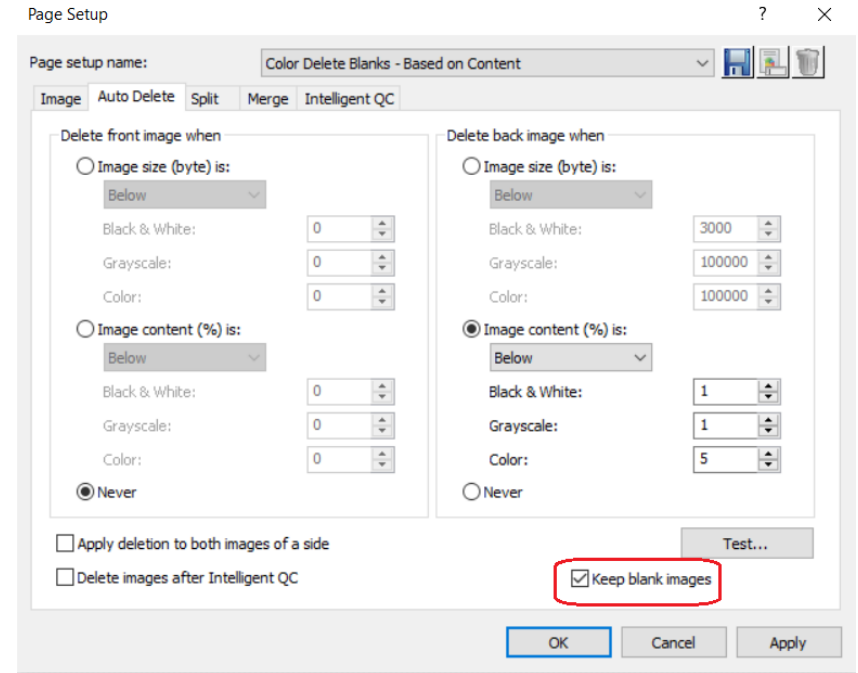 Page Setup ?
Page setup name: Color Delete Blanks - Based on Content
Image Auto Delete Split Merge Intelligent QC
Delete front image when
Image size (byte) is:
Below
Black & White: 0
Grayscale: 0
Color: 0
Image content (%) is:
Below
Black & White: 0
Grayscale: 0
Color: 0
Never
Delete back image when
Image size (byte) is:
Below
Black & White: 3000
Grayscale: 100000
Color: 100000
Image content (%) is:
Below
Black & White: 1
Grayscale: 1
Color: 5
Never
Apply deletion to both images of a side
Test...
Delete images after Intelligent QC
Keep blank images
OK Cancel Apply